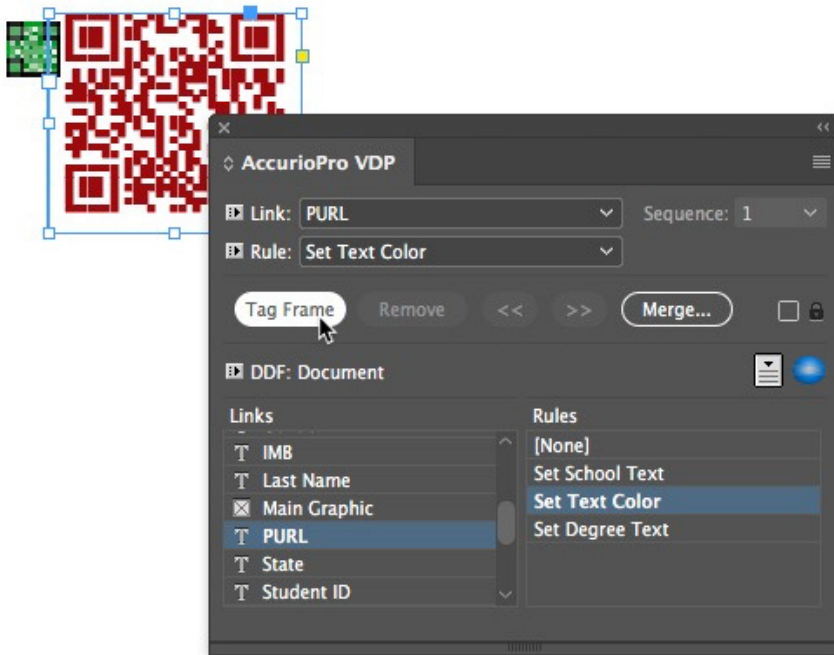 AccurioPro VDP
Link: PURL Sequence: 1
Rule: Set Text Color
Tag Frame Remove << >> Merge...
DDF: Document
Links
IMB
Last Name
Main Graphic
PURL
State
Student ID
Rules
[None]
Set School Text
Set Text Color
Set Degree Text